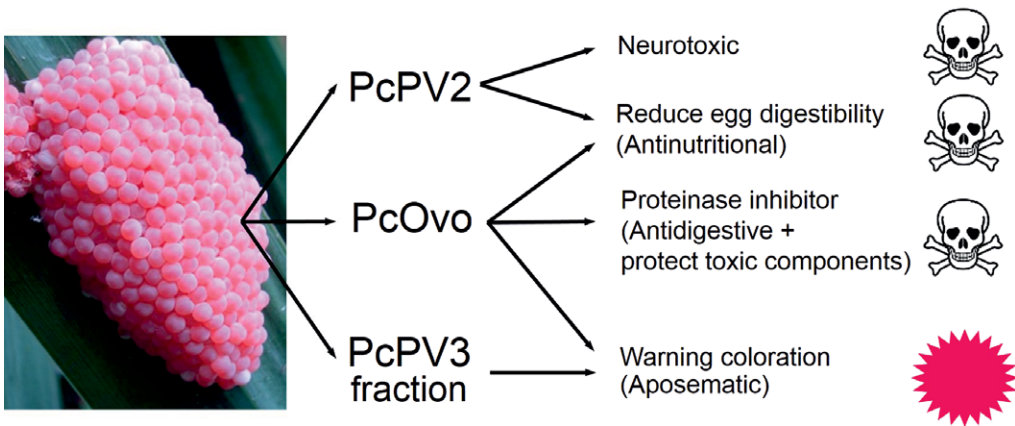 PcPV2
PcOvo
PcPV3
fraction
Neurotoxic
Reduce egg digestibility
(Antinutritional)
Proteinase inhibitor
(Antidigestive +
protect toxic components)
Warning coloration
(Aposematic)